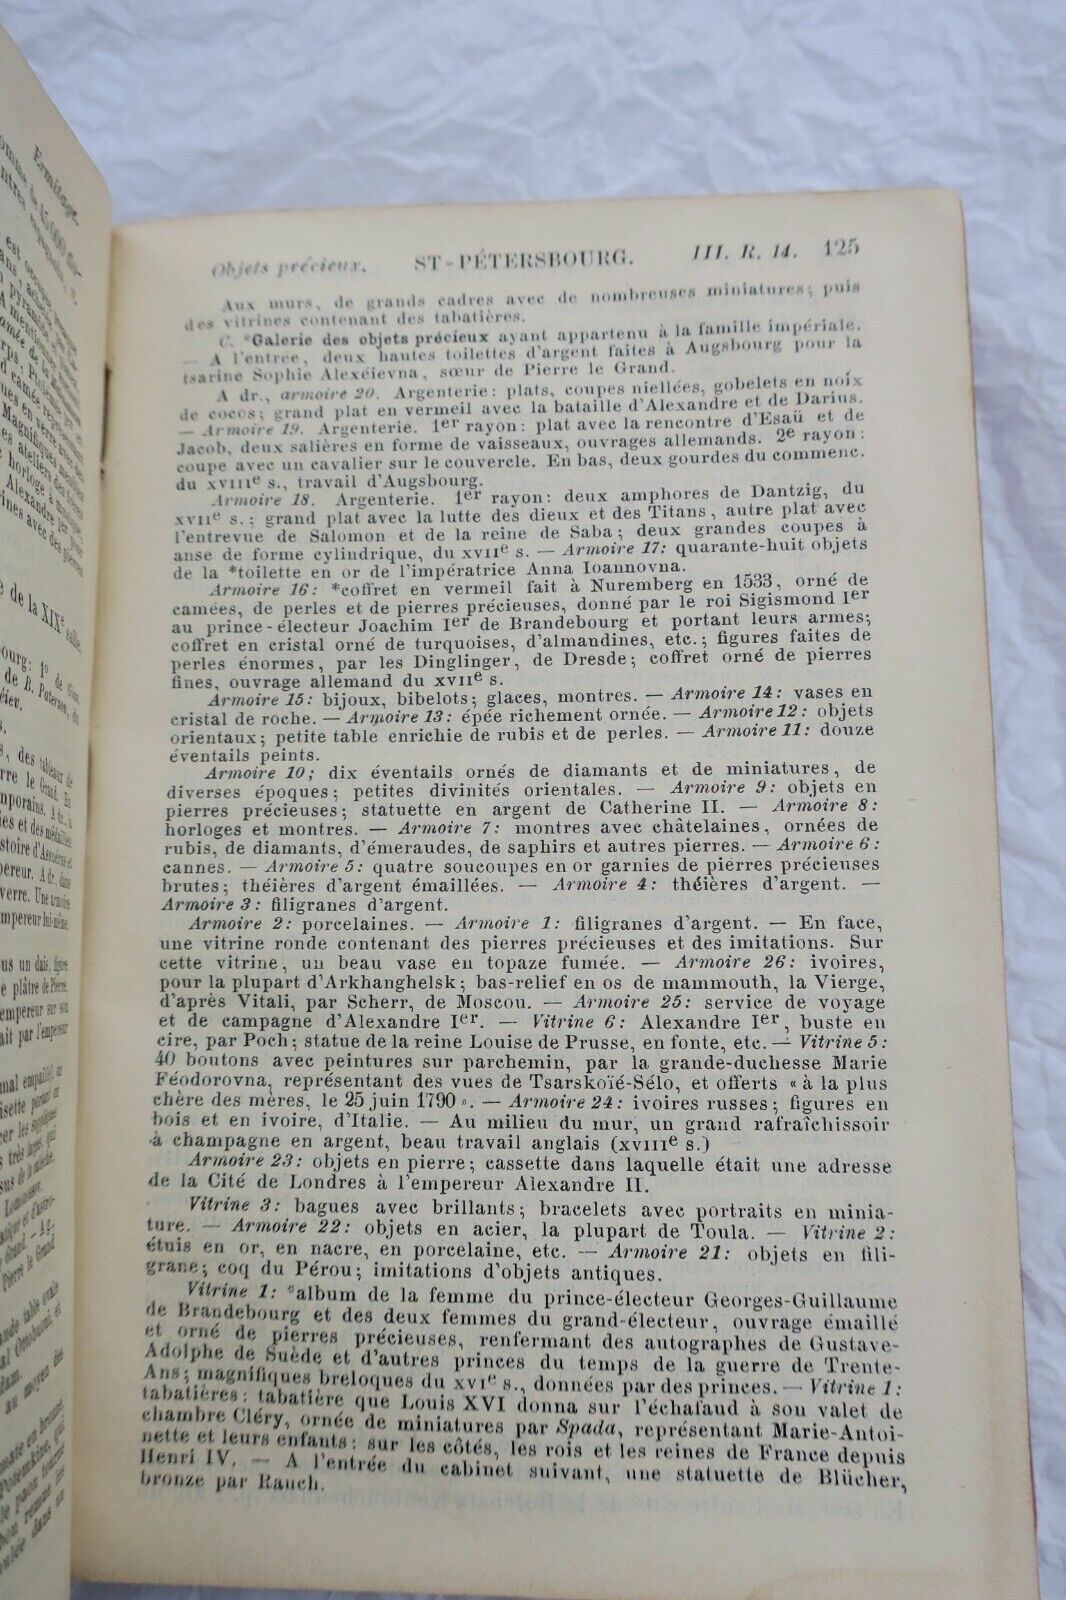 Objets précieux. ST-PÉTERSBOURG. III. R. 14. 125
Aux murs, de grands cadres avec de nombreuses miniatures; puis
des vitrines contenant des tabatières.
C. *Galerie des objets précieux ayant appartenu à la famille impériale.
— A l'entrée, deux hautes toilettes d'argent faites à Augsbourg pour la
tsarine Sophie Alexéievna, sœur de Pierre le Grand.
A dr., armoire 20. Argenterie: plats, coupes niellées, gobelets en noix
de cocos; grand plat en vermeil avec la bataille d'Alexandre et de Darius.
— Armoire 19. Argenterie. 1er rayon: plat avec la rencontre d'Esaü et de
Jacob, deux salières en forme de vaisseaux, ouvrages allemands. 2e rayon:
coupe avec un cavalier sur le couvercle. En bas, deux gourdes du commenc.
du XVIIIe s., travail d'Augsbourg.
Armoire 18. Argenterie. 1er rayon: deux amphores de Dantzig, du
XVIIe s.; grand plat avec la lutte des dieux et des Titans, autre plat avec
l'entrevue de Salomon et de la reine de Saba; deux grandes coupes à
anse de forme cylindrique, du XVIIe s. — Armoire 17: quarante-huit objets
de la *toilette en or de l'impératrice Anna Ioannovna.
Armoire 16: *coffret en vermeil fait à Nuremberg en 1533, orné de
camées, de perles et de pierres précieuses, donné par le roi Sigismond Ier
au prince-électeur Joachim Ier de Brandebourg et portant leurs armes;
coffret en cristal orné de turquoises, d'almandines, etc.; figures faites de
perles énormes, par les Dinglinger, de Dresde; coffret orné de pierres
fines, ouvrage allemand du XVIIe s.
Armoire 15: bijoux, bibelots; glaces, montres. — Armoire 14: vases en
cristal de roche. — Armoire 13: épée richement ornée. — Armoire 12: objets
orientaux; petite table enrichie de rubis et de perles. — Armoire 11: douze
éventails peints.
Armoire 10; dix éventails ornés de diamants et de miniatures, de
diverses époques; petites divinités orientales. — Armoire 9: objets en
pierres précieuses; statuette en argent de Catherine II. — Armoire 8:
horloges et montres. — Armoire 7: montres avec châtelaines, ornées de
rubis, de diamants, d'émeraudes, de saphirs et autres pierres. — Armoire 6:
cannes. — Armoire 5: quatre soucoupes en or garnies de pierres précieuses
brutes; théières d'argent émaillées. — Armoire 4: théières d'argent. —
Armoire 3: filigranes d'argent.
Armoire 2: porcelaines. — Armoire 1: filigranes d'argent. — En face,
une vitrine ronde contenant des pierres précieuses et des imitations. Sur
cette vitrine, un beau vase en topaze fumée. — Armoire 26: ivoires,
pour la plupart d'Arkhanghelsk; bas-relief en os de mammouth, la Vierge,
d'après Vitali, par Scherr, de Moscou. — Armoire 25: service de voyage
et de campagne d'Alexandre Ier. — Vitrine 6: Alexandre Ier, buste en
cire, par Poch; statue de la reine Louise de Prusse, en fonte, etc. — Vitrine 5:
40 boutons avec peintures sur parchemin, par la grande-duchesse Marie
Féodorovna, représentant des vues de Tsarskoïé-Sélo, et offerts «à la plus
chère des mères, le 25 juin 1790». — Armoire 24: ivoires russes; figures en
bois et en ivoire, d'Italie. — Au milieu du mur, un grand rafraîchissoir
à champagne en argent, beau travail anglais (XVIIIe s.)
Armoire 23: objets en pierre; cassette dans laquelle était une adresse
de la Cité de Londres à l'empereur Alexandre II.
Vitrine 3: bagues avec brillants; bracelets avec portraits en minia-
ture. — Armoire 22: objets en acier, la plupart de Toula. — Vitrine 2:
étuis en or, en nacre, en porcelaine, etc. — Armoire 21: objets en fili-
grane; coq du Pérou; imitations d'objets antiques.
Vitrine 1: *album de la femme du prince-électeur Georges-Guillaume
de Brandebourg et des deux femmes du grand-électeur, ouvrage émaillé
et orné de pierres précieuses, renfermant des autographes de Gustave-
Adolphe de Suède et d'autres princes du temps de la guerre de Trente-
Ans; magnifiques breloques du XVIe s., données par des princes. — Vitrine 1:
tabatières: tabatière que Louis XVI donna sur l'échafaud à son valet de
chambre Cléry, ornée de miniatures par Spada, représentant Marie-Antoi-
nette et leurs enfants: sur les côtés, les rois et les reines de France depuis
Henri IV. — A l'entrée du cabinet suivant, une statuette de Blücher,
bronze par Rauch.